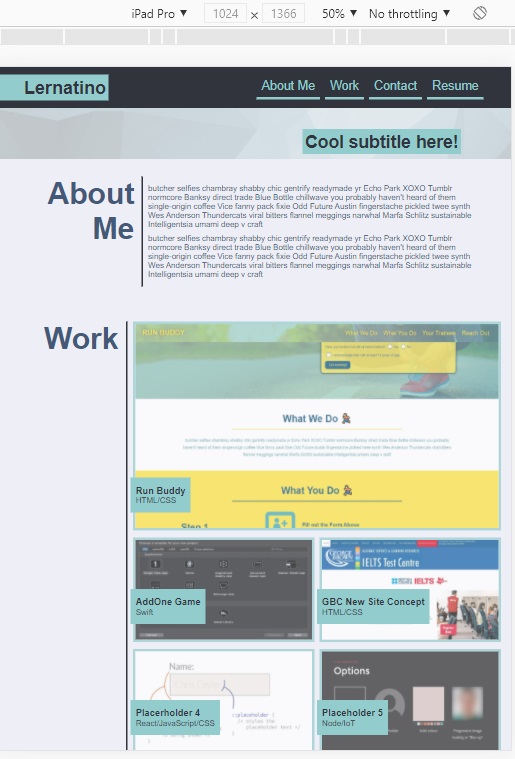 iPad Pro ▼ 1024 x 1366 50% ▼ No throttling ▼
Lernatino
About Me Work Contact Resume
Cool subtitle here!
About
Me
butcher selfies chambray shabby chic gentrify readymade yr Echo Park XOXO Tumblr
normcore Banksy direct trade Blue Bottle chillwave you probably haven't heard of them
single-origin coffee Vice fanny pack fixie Odd Future Austin fingerstache pickled twee synth
Wes Anderson Thundercats viral bitters flannel meggings narwhal Marfa Schlitz sustainable
Intelligentsia umami deep v craft
butcher selfies chambray shabby chic gentrify readymade yr Echo Park XOXO Tumblr
normcore Banksy direct trade Blue Bottle chillwave you probably haven't heard of them
single-origin coffee Vice fanny pack fixie Odd Future Austin fingerstache pickled twee synth
Wes Anderson Thundercats viral bitters flannel meggings narwhal Marfa Schlitz sustainable
Intelligentsia umami deep v craft
Work
RUN BUDDY What We Do What You Do Your Trainers Reach Out
What We Do
What You Do
Step 1 Fill out the Form Above
Run Buddy
HTML/CSS
AddOne Game
Swift
GEORGE
BROWN
IELTS Test Centre
IELTS
GBC New Site Concept
HTML/CSS
Name:
Placerholder 4
React/JavaScript/CSS
::placeholder {
Options
Placeholder 5
Node/IoT